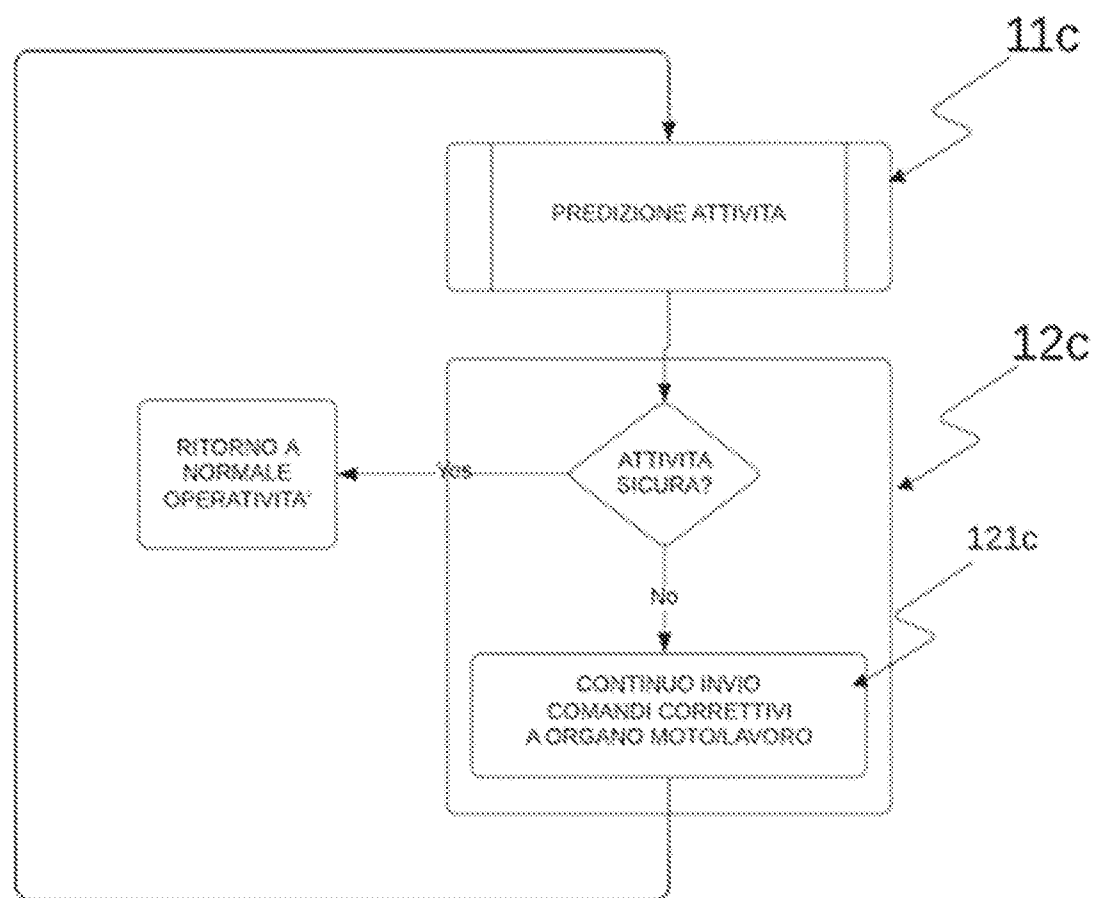 11c
PREDIZIONE ATTIVITA
12c
RITORNO A
NORMALE
OPERATIVITA'
Yes
ATTIVITA
SICURA?
121c
No
CONTINUO INVIO
COMANDI CORRETTIVI
A ORGANO MOTO/LAVORO